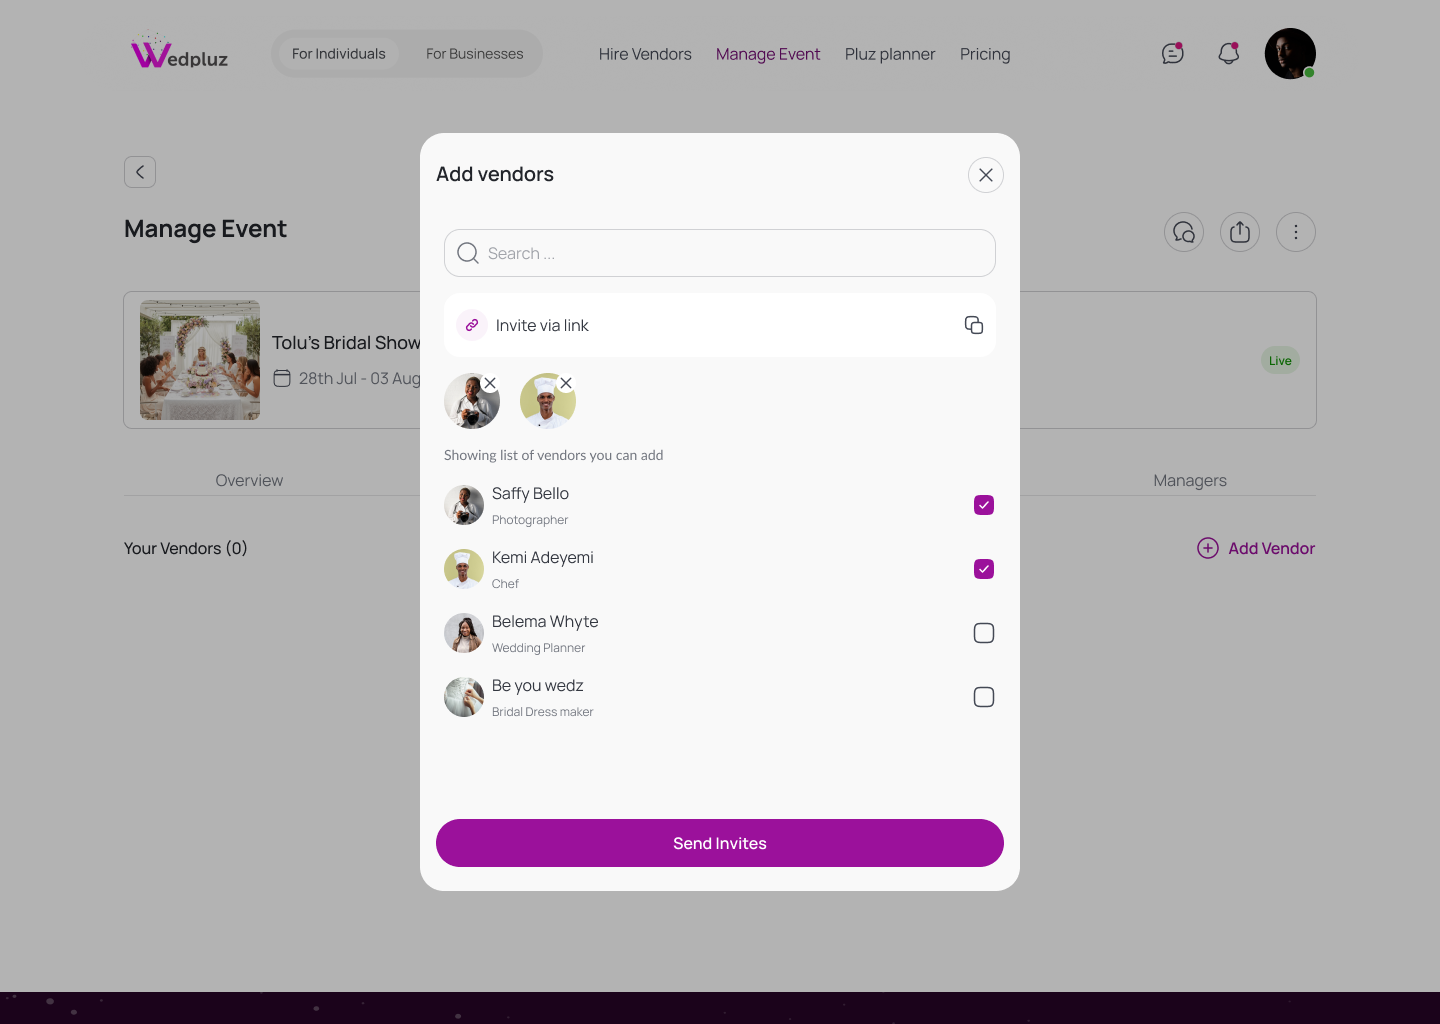 Wedpluz
For Individuals
For Businesses
Hire Vendors
Manage Event
Pluz planner
Pricing
Manage Event
Tolu's Bridal Show
28th Jul - 03 Aug
Live
Overview
Managers
Your Vendors (0)
Add Vendor
Add vendors
Search ...
Invite via link
Showing list of vendors you can add
Saffy Bello
Photographer
Kemi Adeyemi
Chef
Belema Whyte
Wedding Planner
Be you wedz
Bridal Dress maker
Send Invites